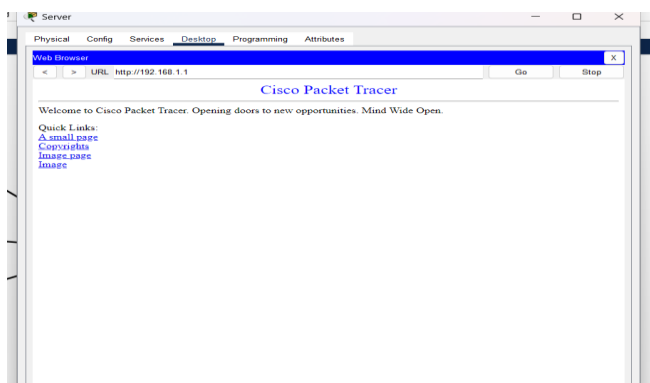 Server
Physical Config Services Desktop Programming Attributes
Web Browser X
< > URL http://192.168.1.1 Go Stop
Cisco Packet Tracer
Welcome to Cisco Packet Tracer. Opening doors to new opportunities. Mind Wide Open.
Quick Links:
A small page
Copyrights
Image page
Image